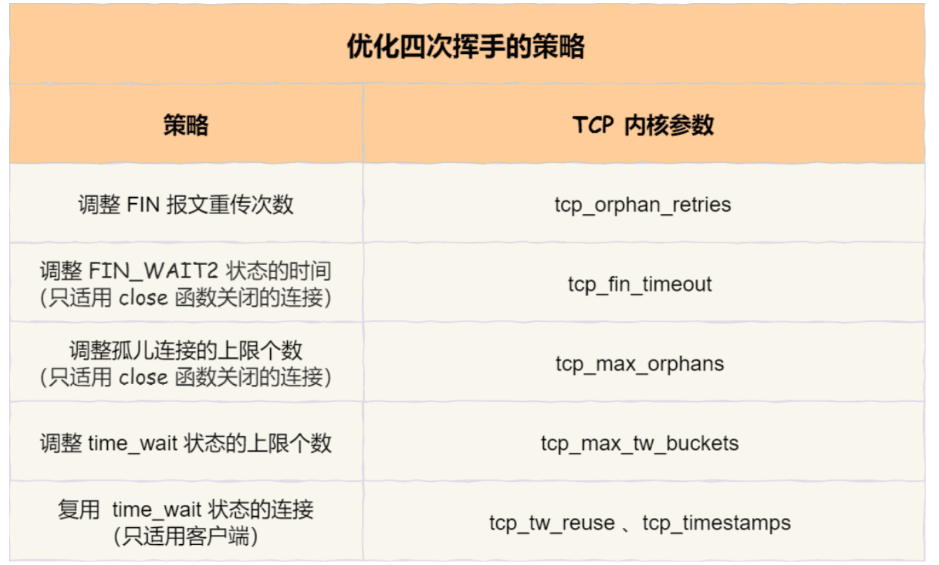 优化四次挥手的策略
策略
TCP 内核参数
调整 FIN 报文重传次数
tcp_orphan_retries
调整 FIN_WAIT2 状态的时间
（只适用 close 函数关闭的连接）
tcp_fin_timeout
调整孤儿连接的上限个数
（只适用 close 函数关闭的连接）
tcp_max_orphans
调整 time_wait 状态的上限个数
tcp_max_tw_buckets
复用 time_wait 状态的连接
（只适用客户端）
tcp_tw_reuse 、tcp_timestamps